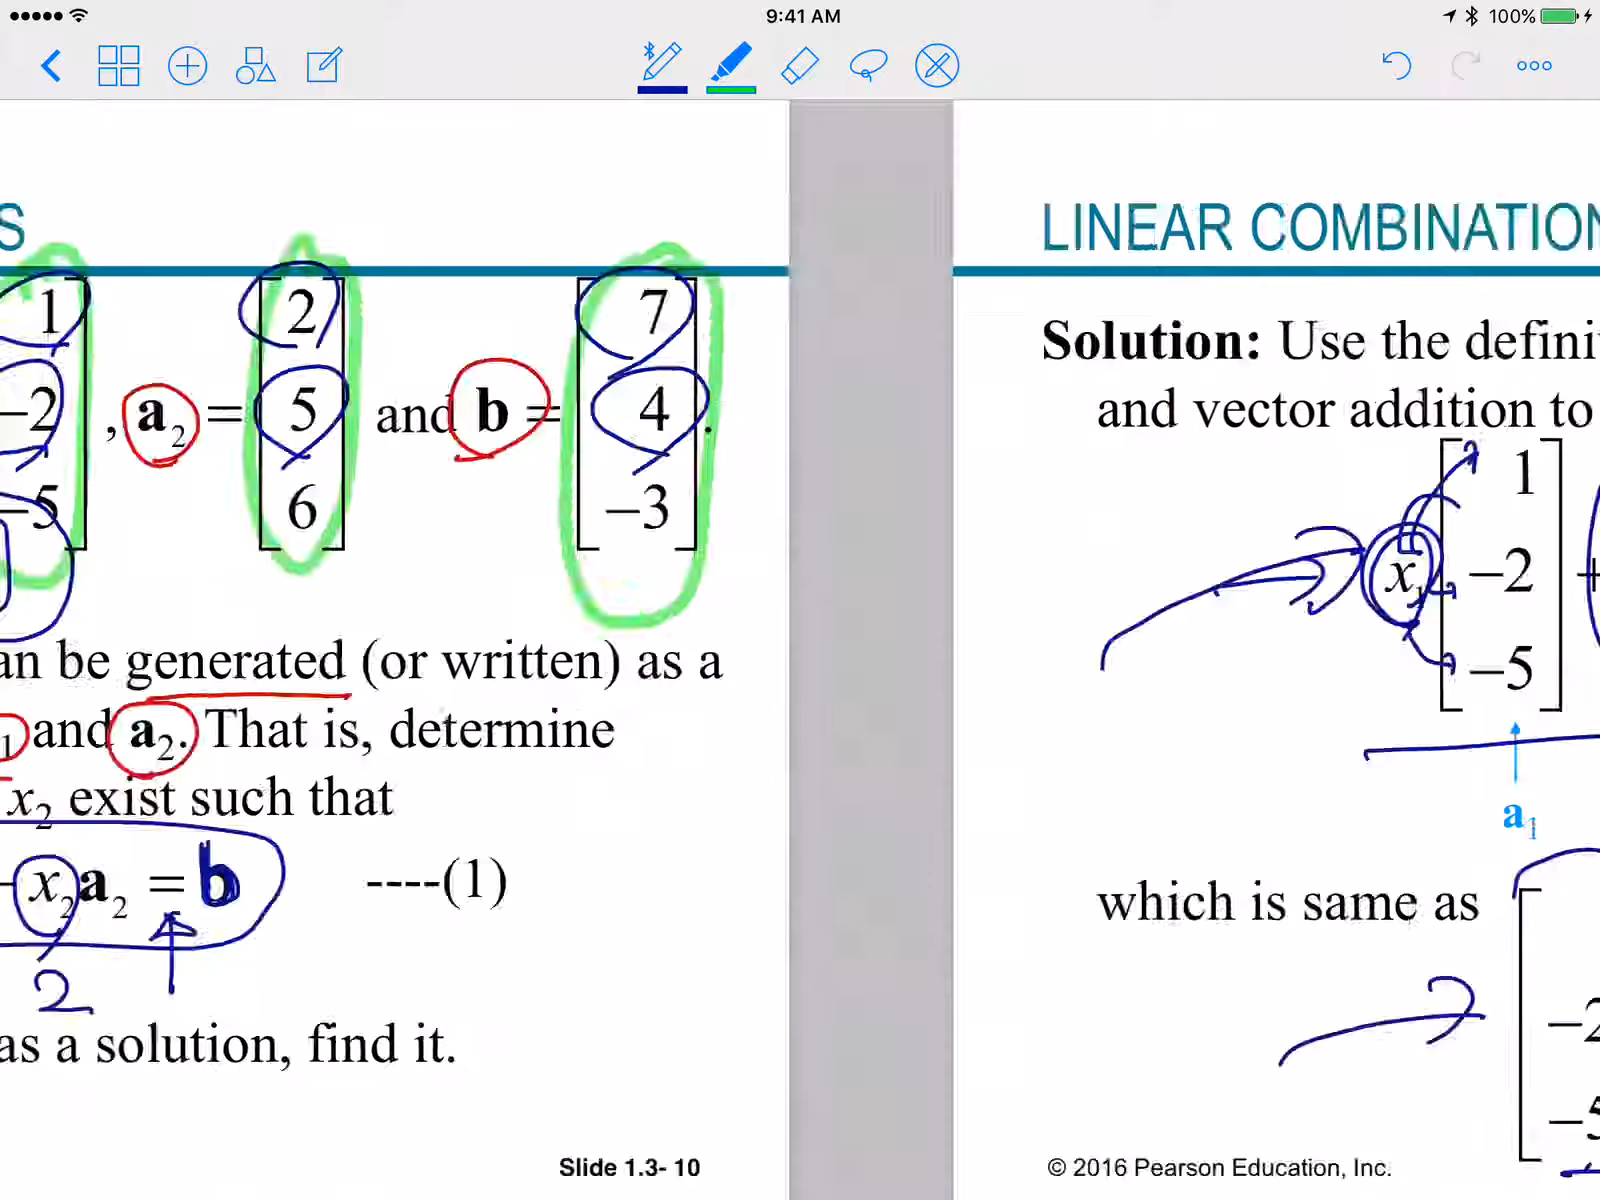 9:41 AM
100%
S
1
-2
-5
, a2 =
2
5
6
and b =
7
4
-3
.
an be generated (or written) as a
1 and a2. That is, determine
x2 exist such that
x2a2 = b ----(1)
2
as a solution, find it.
Slide 1.3- 10
LINEAR COMBINATION
Solution: Use the defini
and vector addition to
x1
1
-2
-5
+
a1
which is same as
-2
-5
© 2016 Pearson Education, Inc.